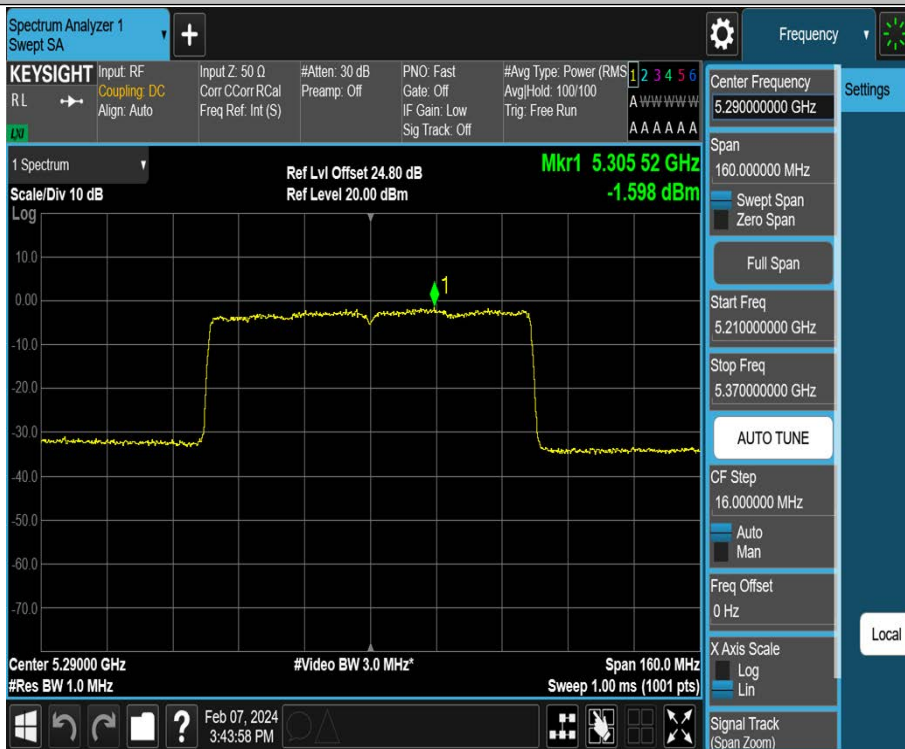 Spectrum Analyzer 1
Swept SA
Frequency
KEYSIGHT
RL
LXI
Input: RF
Coupling: DC
Align: Auto
Input Z: 50 Ω
Corr CCorr RCal
Freq Ref: Int (S)
#Atten: 30 dB
Preamp: Off
PNO: Fast
Gate: Off
IF Gain: Low
Sig Track: Off
#Avg Type: Power (RMS
Avg|Hold: 100/100
Trig: Free Run
1 2 3 4 5 6
A W W W W W
A A A A A A
1 Spectrum
Scale/Div 10 dB
Log
Ref Lvl Offset 24.80 dB
Ref Level 20.00 dBm
Mkr1 5.305 52 GHz
-1.598 dBm
10.0
0.00
-10.0
-20.0
-30.0
-40.0
-50.0
-60.0
-70.0
1
Center 5.29000 GHz
#Res BW 1.0 MHz
#Video BW 3.0 MHz*
Span 160.0 MHz
Sweep 1.00 ms (1001 pts)
?
Feb 07, 2024
3:43:58 PM
Center Frequency
5.290000000 GHz
Span
160.000000 MHz
Swept Span
Zero Span
Full Span
Start Freq
5.210000000 GHz
Stop Freq
5.370000000 GHz
AUTO TUNE
CF Step
16.000000 MHz
Auto
Man
Freq Offset
0 Hz
X Axis Scale
Log
Lin
Signal Track
(Span Zoom)
Settings
Local